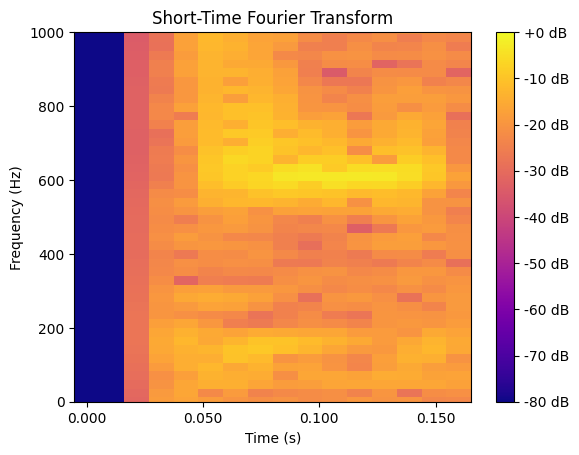 Short-Time Fourier Transform
1000
800
600
400
200
0
Frequency (Hz)
0.000
0.050
0.100
0.150
Time (s)
+0 dB
-10 dB
-20 dB
-30 dB
-40 dB
-50 dB
-60 dB
-70 dB
-80 dB